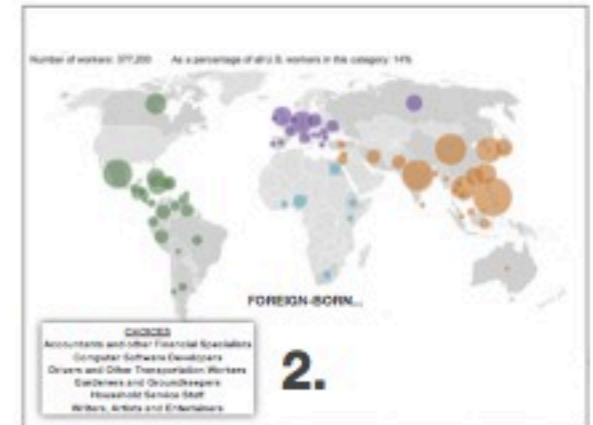 Number of workers: 377,200 As a percentage of all U.S. workers in this category: 14%
FOREIGN-BORN...
CHOICES
Accountants and other Financial Specialists
Computer Software Developers
Drivers and Other Transportation Workers
Gardeners and Groundkeepers
Household Service Staff
Writers, Artists and Entertainers
2.